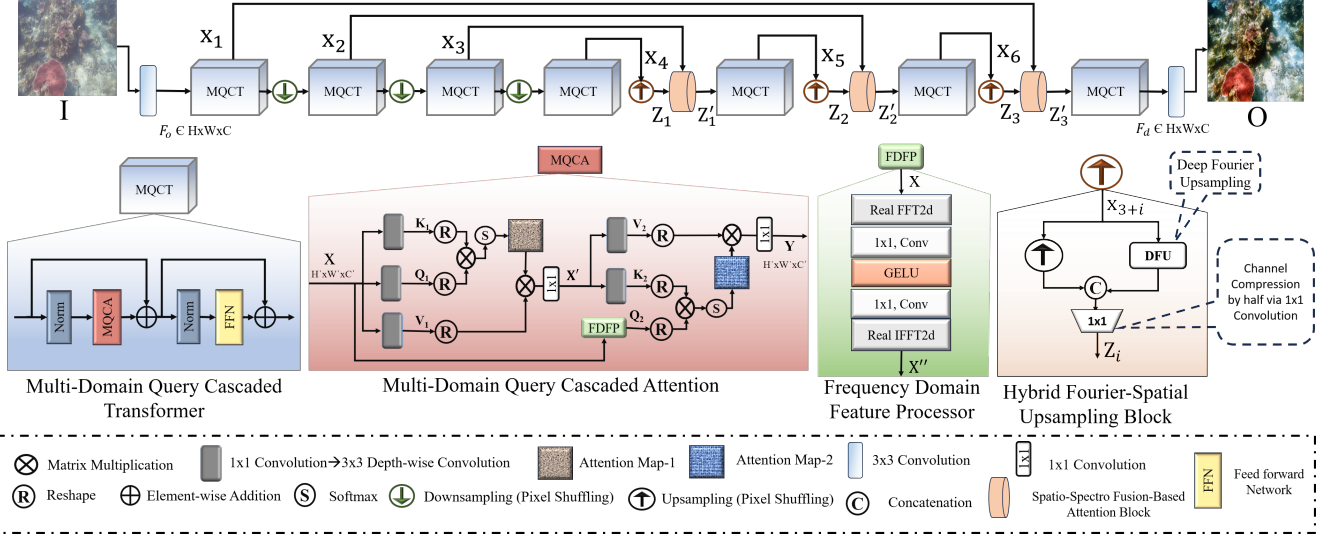 X1
X2
X3
X4
X5
X6
I
MQCT
MQCT
MQCT
MQCT
MQCT
MQCT
MQCT
O
Z1
Z′1
Z2
Z′2
Z3
Z′3
Fo Є HxWxC
Fd Є HxWxC
MQCT
Norm
MQCA
Norm
FFN
Multi-Domain Query Cascaded
Transformer
MQCA
X
H'xW'xC'
K1
R
S
Q1
R
V1
R
1x1
X′
V2
R
K2
R
FDFP
Q2
R
S
1x1
Y
H'xW'xC'
Multi-Domain Query Cascaded Attention
FDFP
X
Real FFT2d
1x1, Conv
GELU
1x1, Conv
Real IFFT2d
X′′
Frequency Domain
Feature Processor
Deep Fourier
Upsampling
X3+i
DFU
C
1x1
Zi
Channel
Compression
by half via 1x1
Convolution
Hybrid Fourier-Spatial
Upsampling Block
Matrix Multiplication
1x1 Convolution→3x3 Depth-wise Convolution
Attention Map-1
Attention Map-2
3x3 Convolution
1x1
1x1 Convolution
R
Reshape
Element-wise Addition
S
Softmax
Downsampling (Pixel Shuffling)
Upsampling (Pixel Shuffling)
C
Concatenation
Spatio-Spectro Fusion-Based
Attention Block
FFN
Feed forward
Network